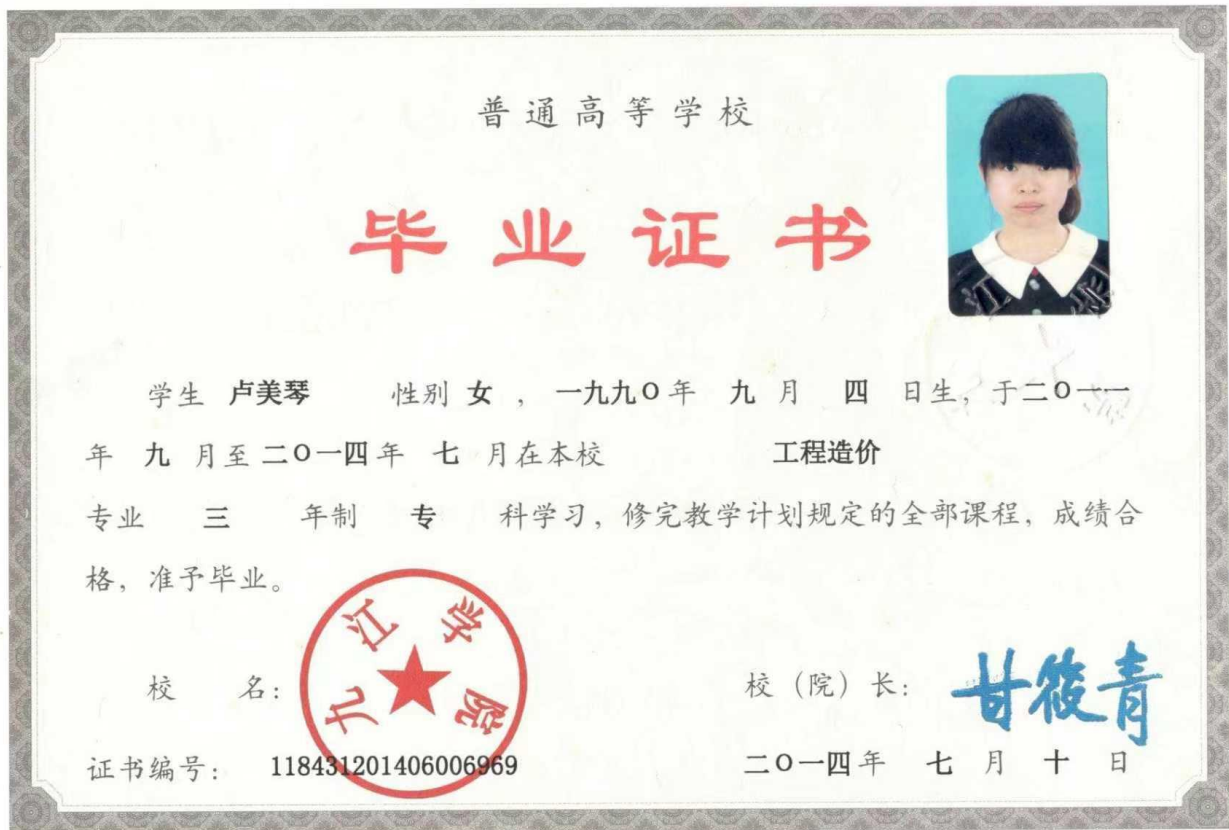 普通高等学校
毕业证书
学生 卢美琴 性别 女 ， 一九九〇年 九 月 四 日生，于二〇一一
年 九 月至二〇一四年 七 月在本校 工程造价
专业 三 年制 专 科学习，修完教学计划规定的全部课程，成绩合
格，准予毕业。
九江学院
校 名： 校（院）长： 甘筱青
证书编号： 118431201406006969 二〇一四年 七 月 十 日